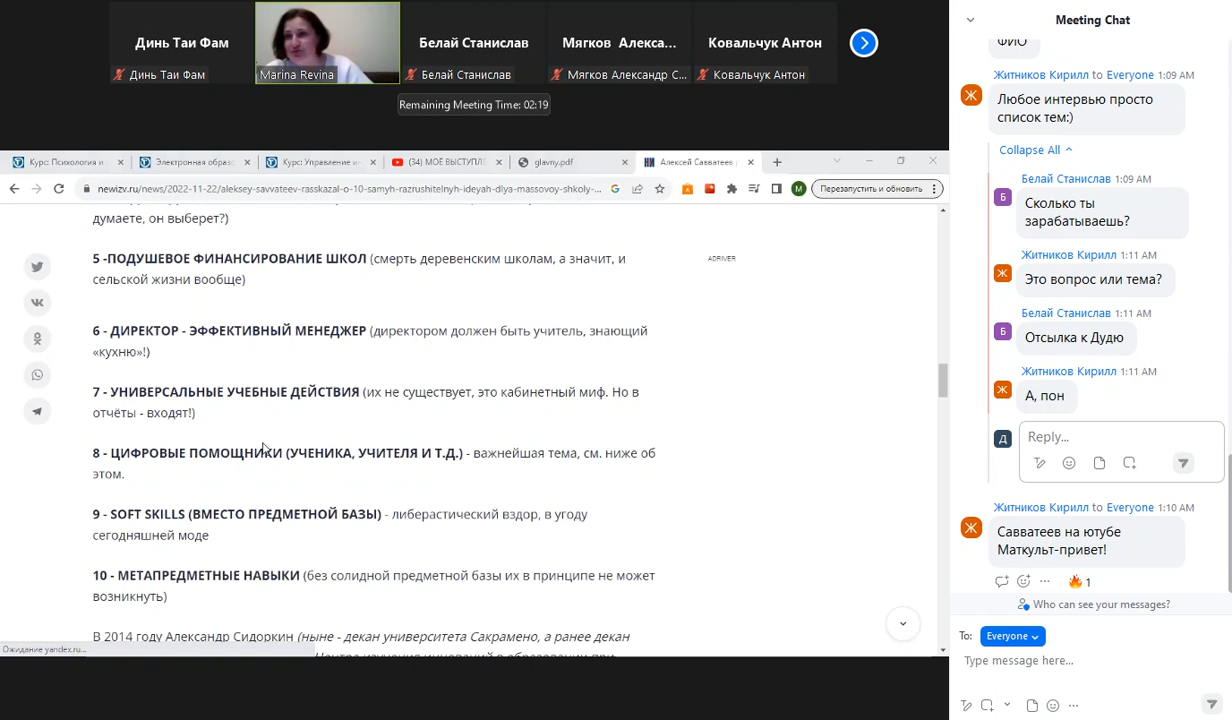 Динь Таи Фам
Белай Станислав
Мягков Алекса...
Ковальчук Антон
Динь Таи Фам
Marina Revina
Белай Станислав
Мягков Александр С...
Ковальчук Антон
Remaining Meeting Time: 02:19
Курс: Психология и
Электронная образо
Курс: Управление ин
(34) МОЁ ВЫСТУПЛ
glavny.pdf
Алексей Савватеев р
newizv.ru/news/2022-11-22/aleksey-savvateev-rasskazal-o-10-samyh-razrushitelnyh-ideyah-dlya-massovoy-shkoly-...
M
Перезапустить и обновить
думаете, он выберет?)
5 -ПОДУШЕВОЕ ФИНАНСИРОВАНИЕ ШКОЛ (смерть деревенским школам, а значит, и
сельской жизни вообще)
ADRIVER
6 - ДИРЕКТОР - ЭФФЕКТИВНЫЙ МЕНЕДЖЕР (директором должен быть учитель, знающий
«кухню»!)
7 - УНИВЕРСАЛЬНЫЕ УЧЕБНЫЕ ДЕЙСТВИЯ (их не существует, это кабинетный миф. Но в
отчёты - входят!)
8 - ЦИФРОВЫЕ ПОМОЩНИКИ (УЧЕНИКА, УЧИТЕЛЯ И Т.Д.) - важнейшая тема, см. ниже об
этом.
9 - SOFT SKILLS (ВМЕСТО ПРЕДМЕТНОЙ БАЗЫ) - либерастический вздор, в угоду
сегодняшней моде
10 - МЕТАПРЕДМЕТНЫЕ НАВЫКИ (без солидной предметной базы их в принципе не может
возникнуть)
В 2014 году Александр Сидоркин (ныне - декан университета Сакрамено, а ранее декан
Ожидание yandex.ru...
Meeting Chat
ФИО
Житников Кирилл to Everyone 1:09 AM
Ж
Любое интервью просто
список тем:)
Collapse All
Белай Станислав 1:09 AM
Б
Сколько ты
зарабатываешь?
Житников Кирилл 1:11 AM
Ж
Это вопрос или тема?
Белай Станислав 1:11 AM
Б
Отсылка к Дудю
Житников Кирилл 1:11 AM
Ж
А, пон
Д
Reply...
Житников Кирилл to Everyone 1:10 AM
Ж
Савватеев на ютубе
Маткульт-привет!
1
Who can see your messages?
To: Everyone
Type message here...